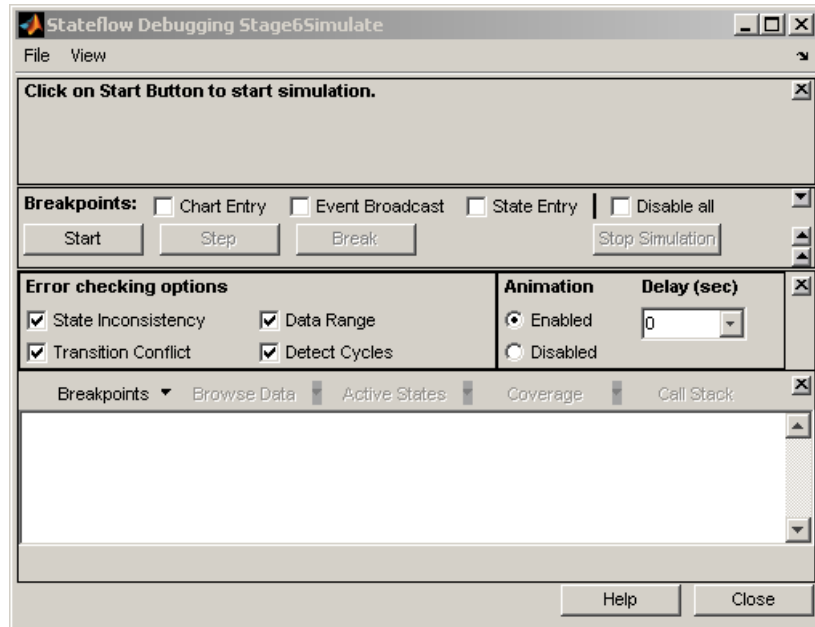 Stateflow Debugging Stage6Simulate
File View
Click on Start Button to start simulation.
Breakpoints: Chart Entry Event Broadcast State Entry Disable all
Start Step Break Stop Simulation
Error checking options Animation Delay (sec)
State Inconsistency Data Range Enabled 0
Transition Conflict Detect Cycles Disabled
Breakpoints Browse Data Active States Coverage Call Stack
Help Close